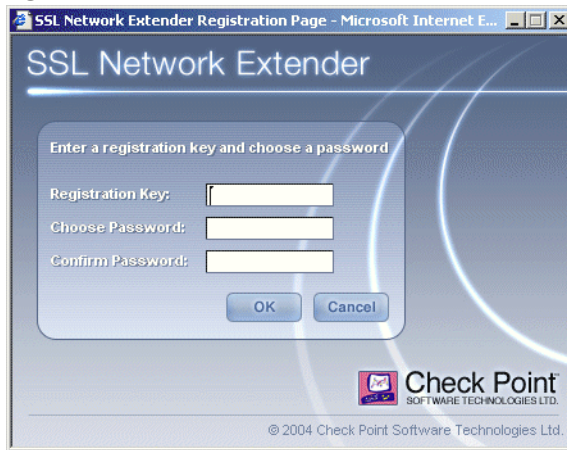 SSL Network Extender Registration Page - Microsoft Internet E...
SSL Network Extender
Enter a registration key and choose a password
Registration Key:
Choose Password:
Confirm Password:
OK Cancel
Check Point
SOFTWARE TECHNOLOGIES LTD.
© 2004 Check Point Software Technologies Ltd.